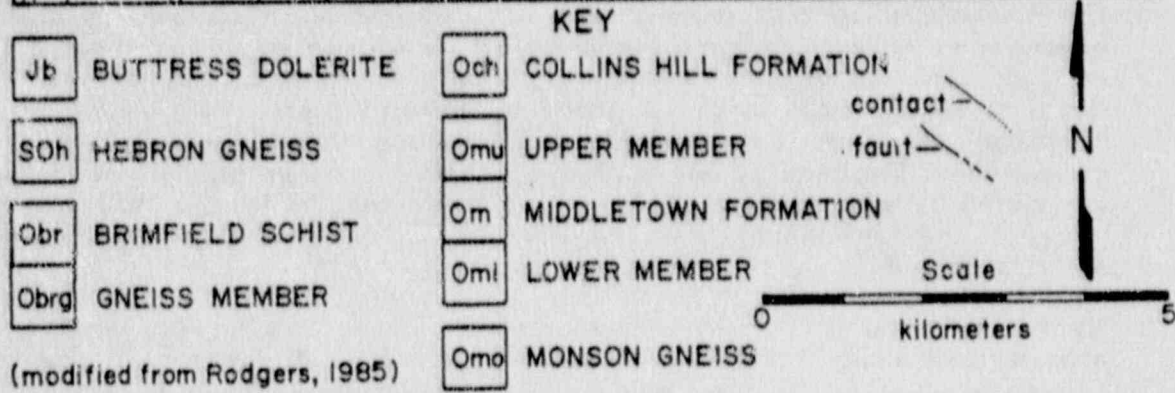 KEY
Jb BUTTRESS DOLERITE
SOh HEBRON GNEISS
Obr BRIMFIELD SCHIST
Obrg GNEISS MEMBER
(modified from Rodgers, 1985)
Och COLLINS HILL FORMATION
Omu UPPER MEMBER
Om MIDDLETOWN FORMATION
Oml LOWER MEMBER
Omo MONSON GNEISS
contact
fault
N
Scale
0 5
kilometers